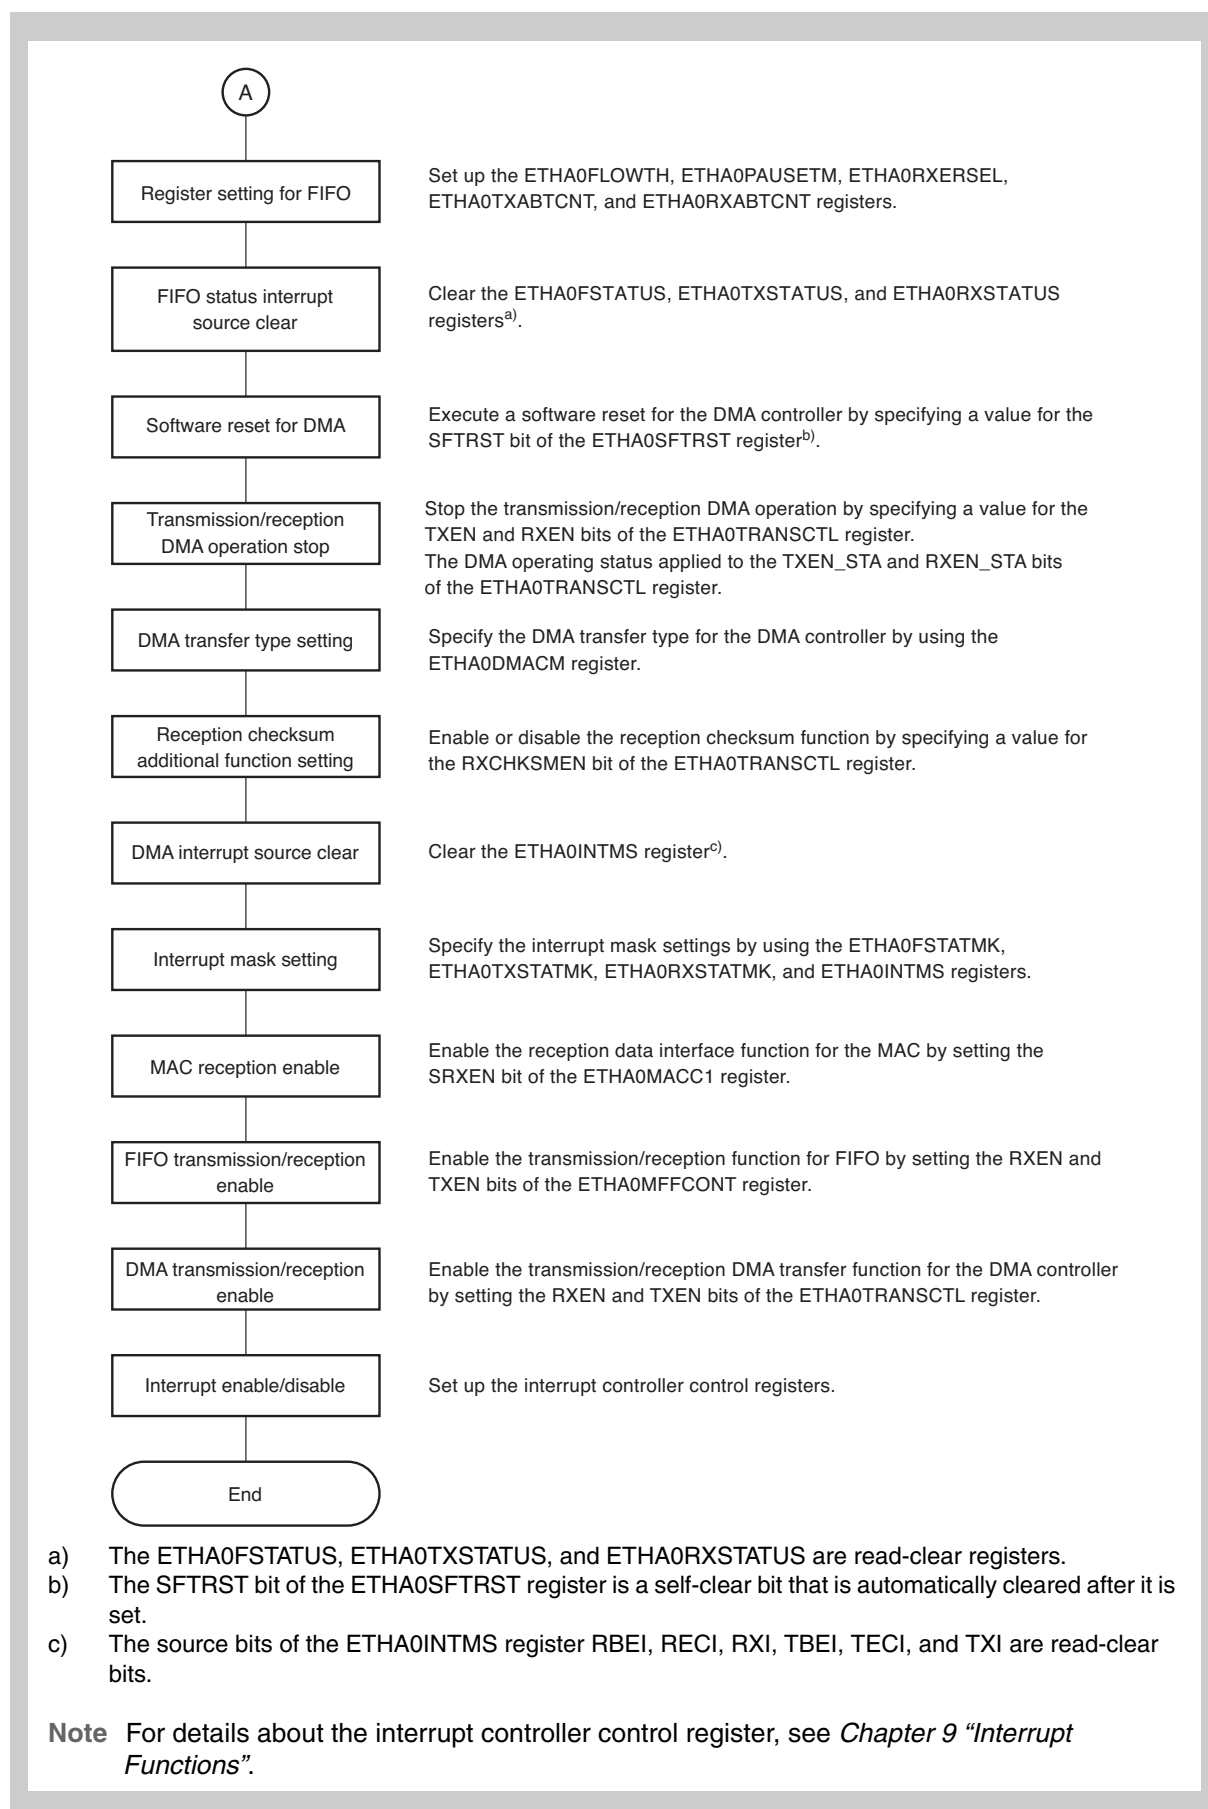 A
Register setting for FIFO
Set up the ETHA0FLOWTH, ETHA0PAUSETM, ETHA0RXERSEL,
ETHA0TXABTCNT, and ETHA0RXABTCNT registers.
FIFO status interrupt
source clear
Clear the ETHA0FSTATUS, ETHA0TXSTATUS, and ETHA0RXSTATUS
registersa).
Software reset for DMA
Execute a software reset for the DMA controller by specifying a value for the
SFTRST bit of the ETHA0SFTRST registerb).
Transmission/reception
DMA operation stop
Stop the transmission/reception DMA operation by specifying a value for the
TXEN and RXEN bits of the ETHA0TRANSCTL register.
The DMA operating status applied to the TXEN_STA and RXEN_STA bits
of the ETHA0TRANSCTL register.
DMA transfer type setting
Specify the DMA transfer type for the DMA controller by using the
ETHA0DMACM register.
Reception checksum
additional function setting
Enable or disable the reception checksum function by specifying a value for
the RXCHKSMEN bit of the ETHA0TRANSCTL register.
DMA interrupt source clear
Clear the ETHA0INTMS registerc).
Interrupt mask setting
Specify the interrupt mask settings by using the ETHA0FSTATMK,
ETHA0TXSTATMK, ETHA0RXSTATMK, and ETHA0INTMS registers.
MAC reception enable
Enable the reception data interface function for the MAC by setting the
SRXEN bit of the ETHA0MACC1 register.
FIFO transmission/reception
enable
Enable the transmission/reception function for FIFO by setting the RXEN and
TXEN bits of the ETHA0MFFCONT register.
DMA transmission/reception
enable
Enable the transmission/reception DMA transfer function for the DMA controller
by setting the RXEN and TXEN bits of the ETHA0TRANSCTL register.
Interrupt enable/disable
Set up the interrupt controller control registers.
End
a) The ETHA0FSTATUS, ETHA0TXSTATUS, and ETHA0RXSTATUS are read-clear registers.
b) The SFTRST bit of the ETHA0SFTRST register is a self-clear bit that is automatically cleared after it is
set.
c) The source bits of the ETHA0INTMS register RBEI, RECI, RXI, TBEI, TECI, and TXI are read-clear
bits.
Note For details about the interrupt controller control register, see Chapter 9 “Interrupt
Functions”.